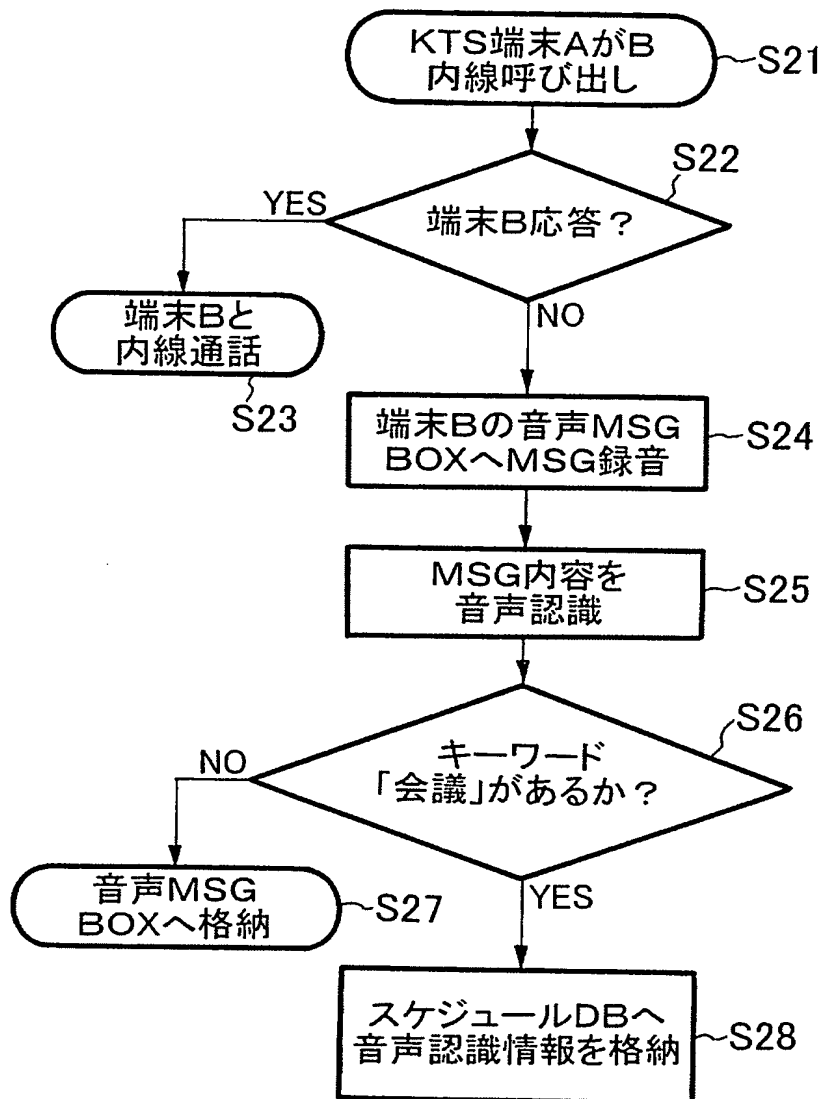 KTS端末AがB
内線呼び出し
S21
S22
端末B応答？
YES
NO
端末Bと
内線通話
S23
端末Bの音声MSG
BOXへMSG録音
S24
MSG内容を
音声認識
S25
S26
キーワード
「会議」があるか？
NO
YES
音声MSG
BOXへ格納
S27
スケジュールDBへ
音声認識情報を格納
S28